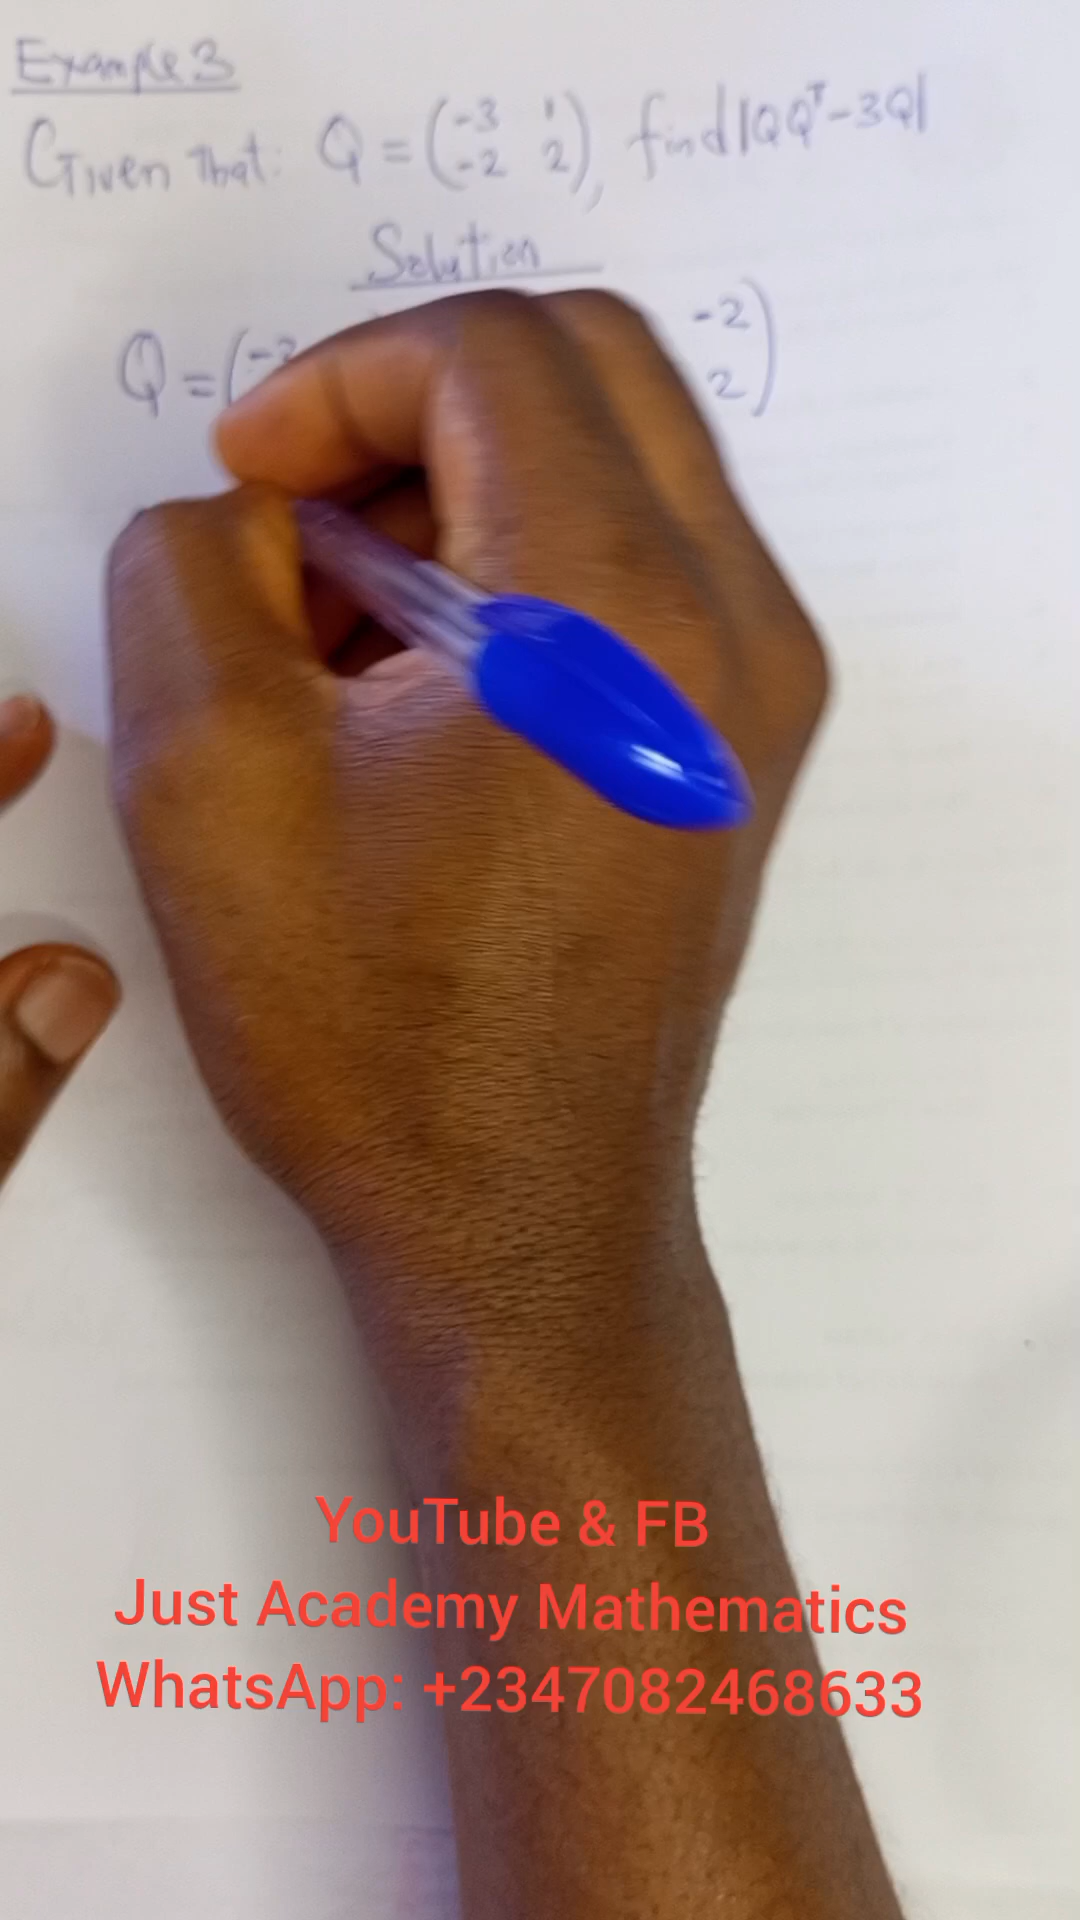 Example 3
Given that: Q = (-3 1
-2 2), find |QQᵀ-3Q|
Solution
Q = (-3 -2
2)
YouTube & FB
Just Academy Mathematics
WhatsApp: +2347082468633